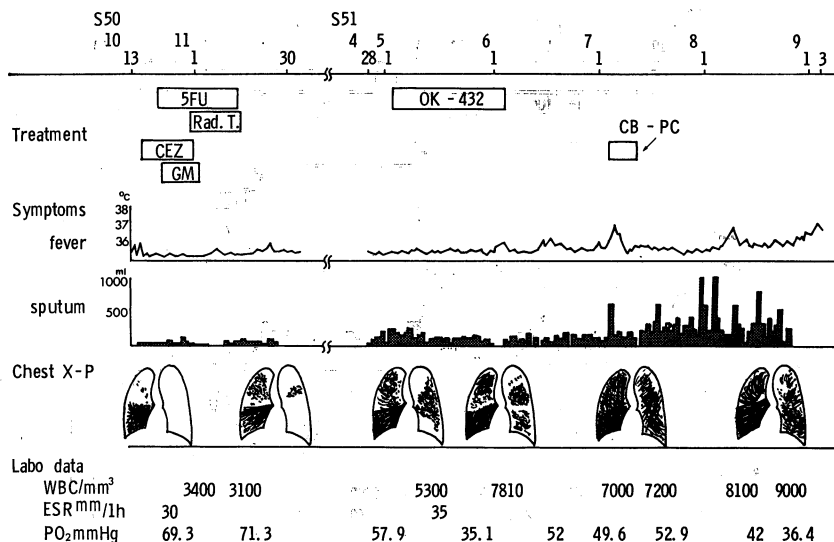 S50 S51
10 11 4 5 6 7 8 9
13 1 30 28 1 1 1 1 1 3
5FU OK - 432
Rad. T.
Treatment CB - PC
CEZ
GM
°C
Symptoms 38
37
fever 36
ml
1000
sputum 500
Chest X-P
Labo data
WBC/mm³ 3400 3100 5300 7810 7000 7200 8100 9000
ESR mm/1h 30 35
PO₂mmHg 69.3 71.3 57.9 35.1 52 49.6 52.9 42 36.4